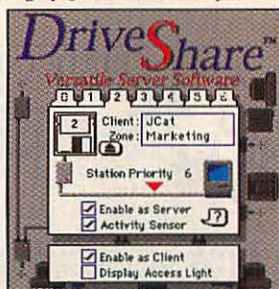 DriveShare™
Versatile Server Software
0 1 2 3 4 5 6
2
Client: JCat
Zone: Marketing
Station Priority 6
Enable as Server
?
Activity Sensor
Enable as Client
Display Access Light